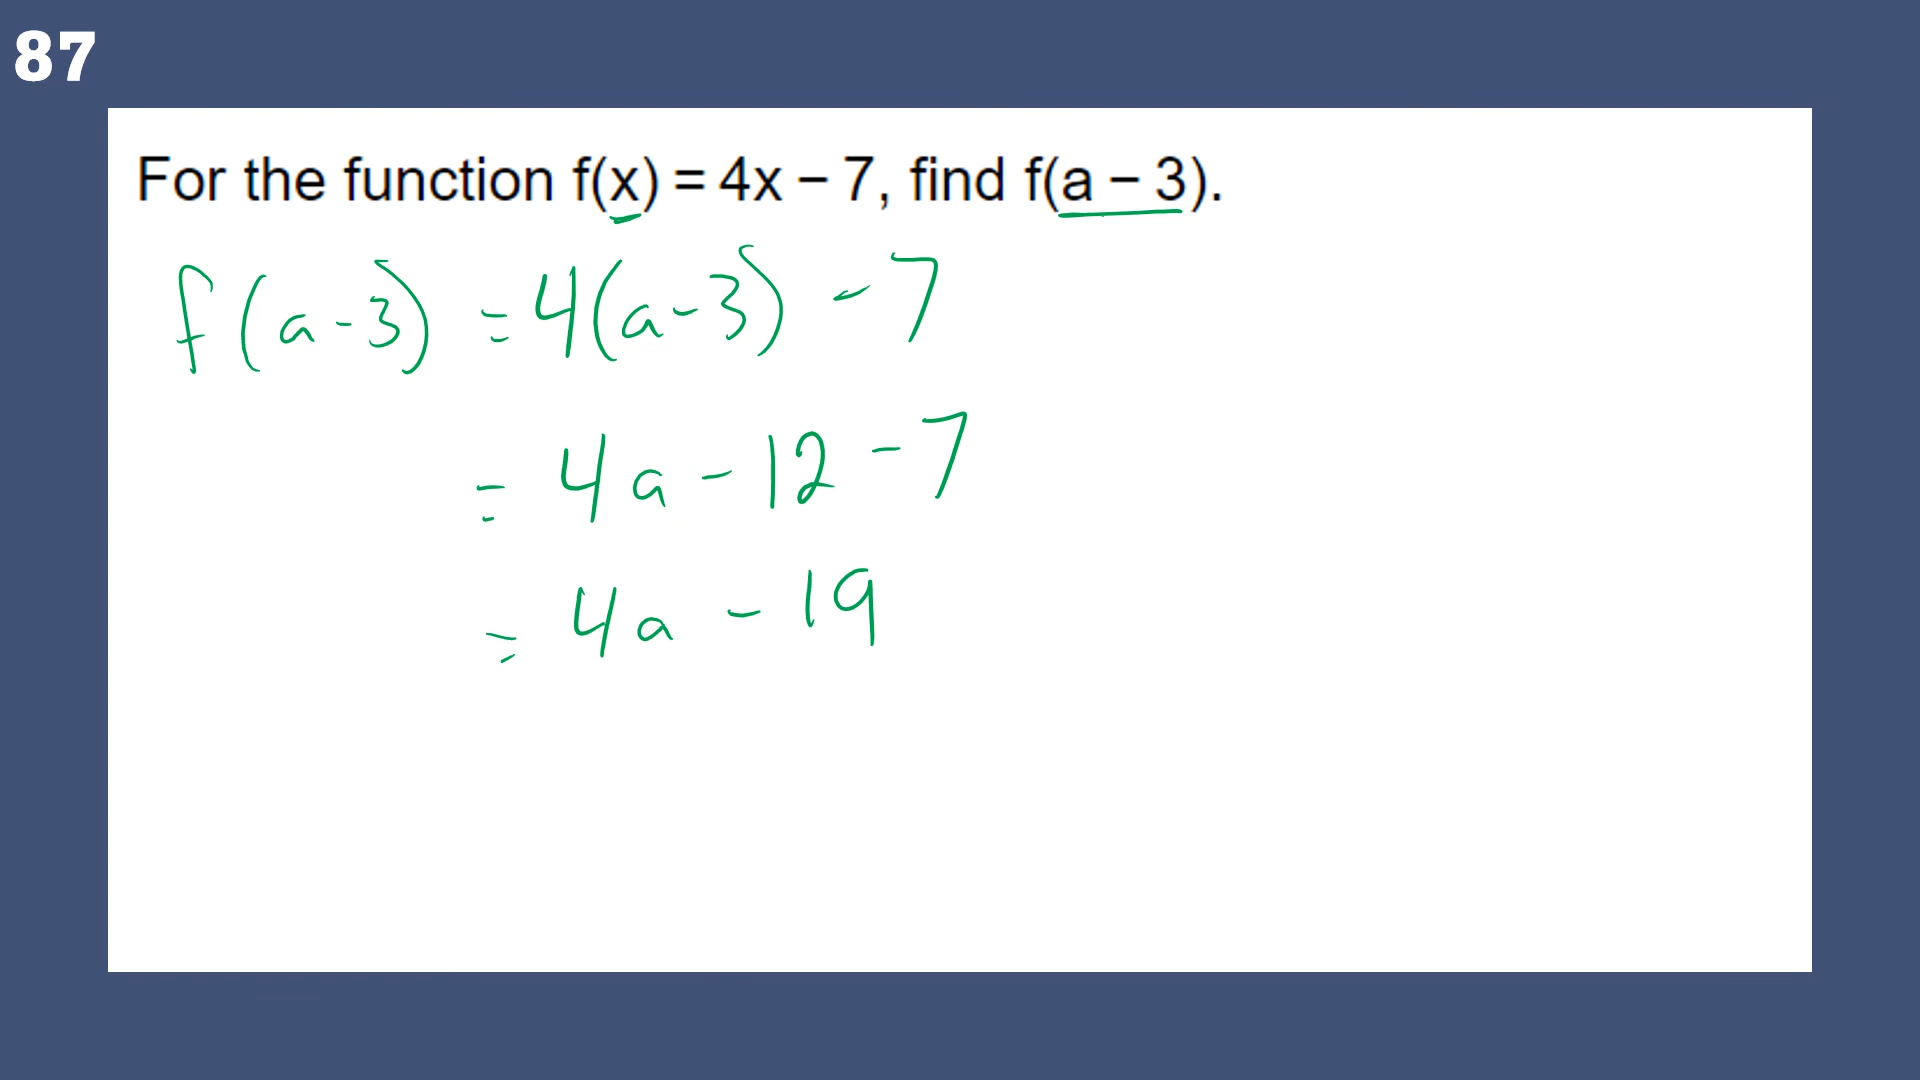 87
For the function f(x) = 4x − 7, find f(a − 3).
f(a-3) = 4(a-3) - 7
= 4a - 12 - 7
= 4a - 19